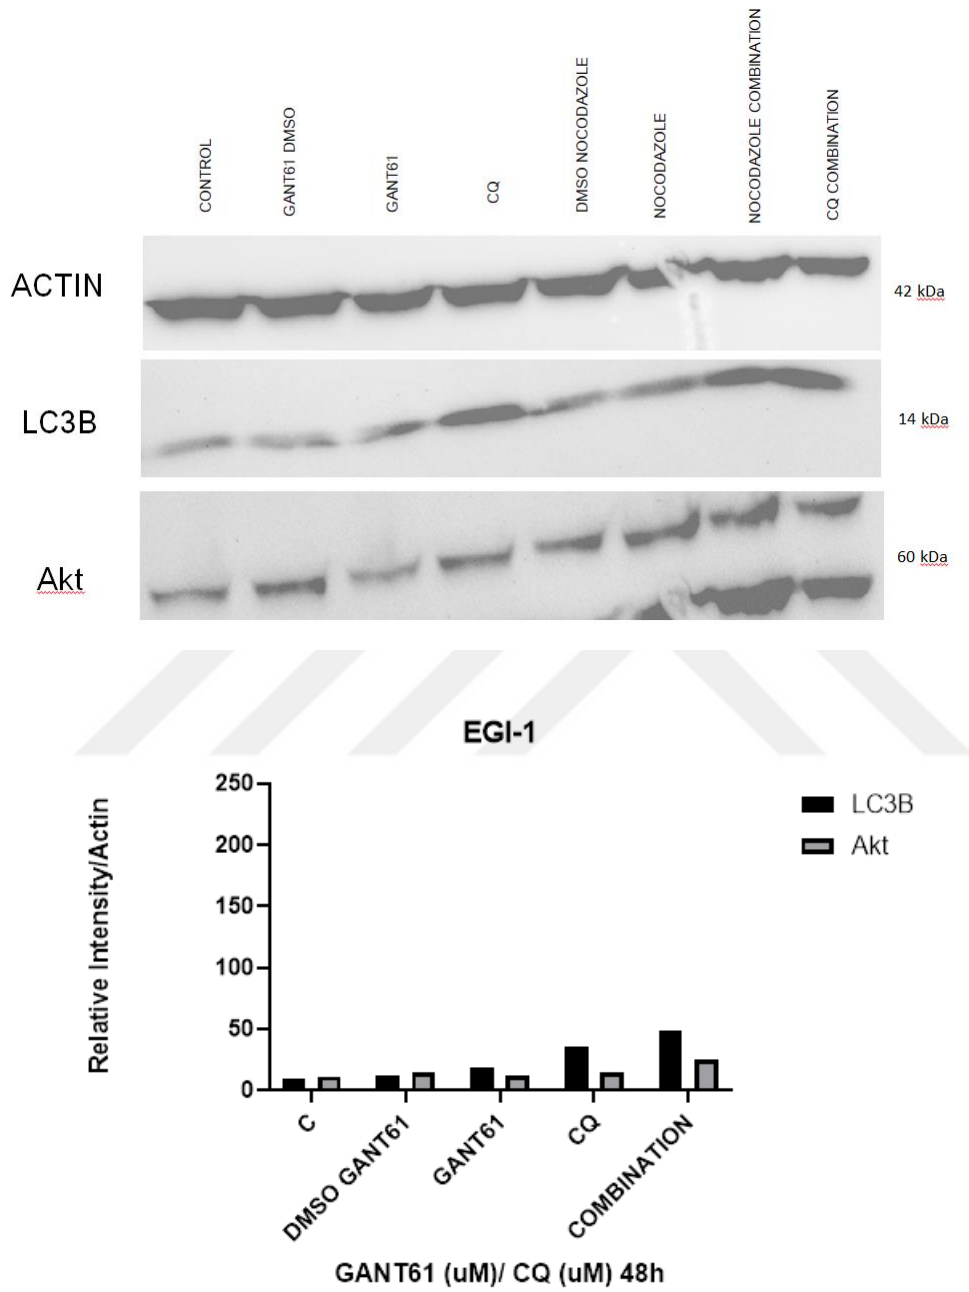 CONTROL
GANT61 DMSO
GANT61
CQ
DMSO NOCODAZOLE
NOCODAZOLE
NOCODAZOLE COMBINATION
CQ COMBINATION
ACTIN
42 kDa
LC3B
14 kDa
Akt
60 kDa
EGI-1
Relative Intensity/Actin
250
200
150
100
50
0
LC3B
Akt
C
DMSO GANT61
GANT61
CQ
COMBINATION
GANT61 (uM)/ CQ (uM) 48h